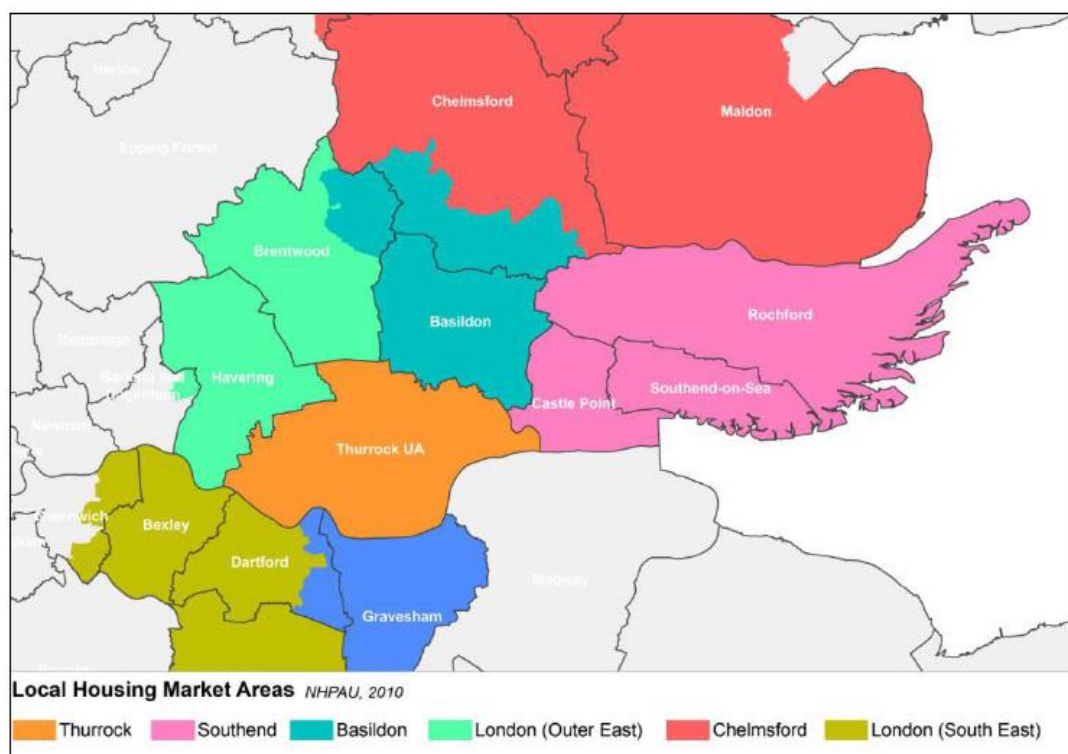 Harlow
Chelmsford
Maldon
Epping Forest
Brentwood
Rochford
Basildon
Redbridge
Barking and
Dagenham
Havering
Southend-on-Sea
Castle Point
Newham
Thurrock UA
Greenwich
Bexley
Dartford
Medway
Gravesham
Local Housing Market Areas NHPAU, 2010
Thurrock Southend Basildon London (Outer East) Chelmsford London (South East)